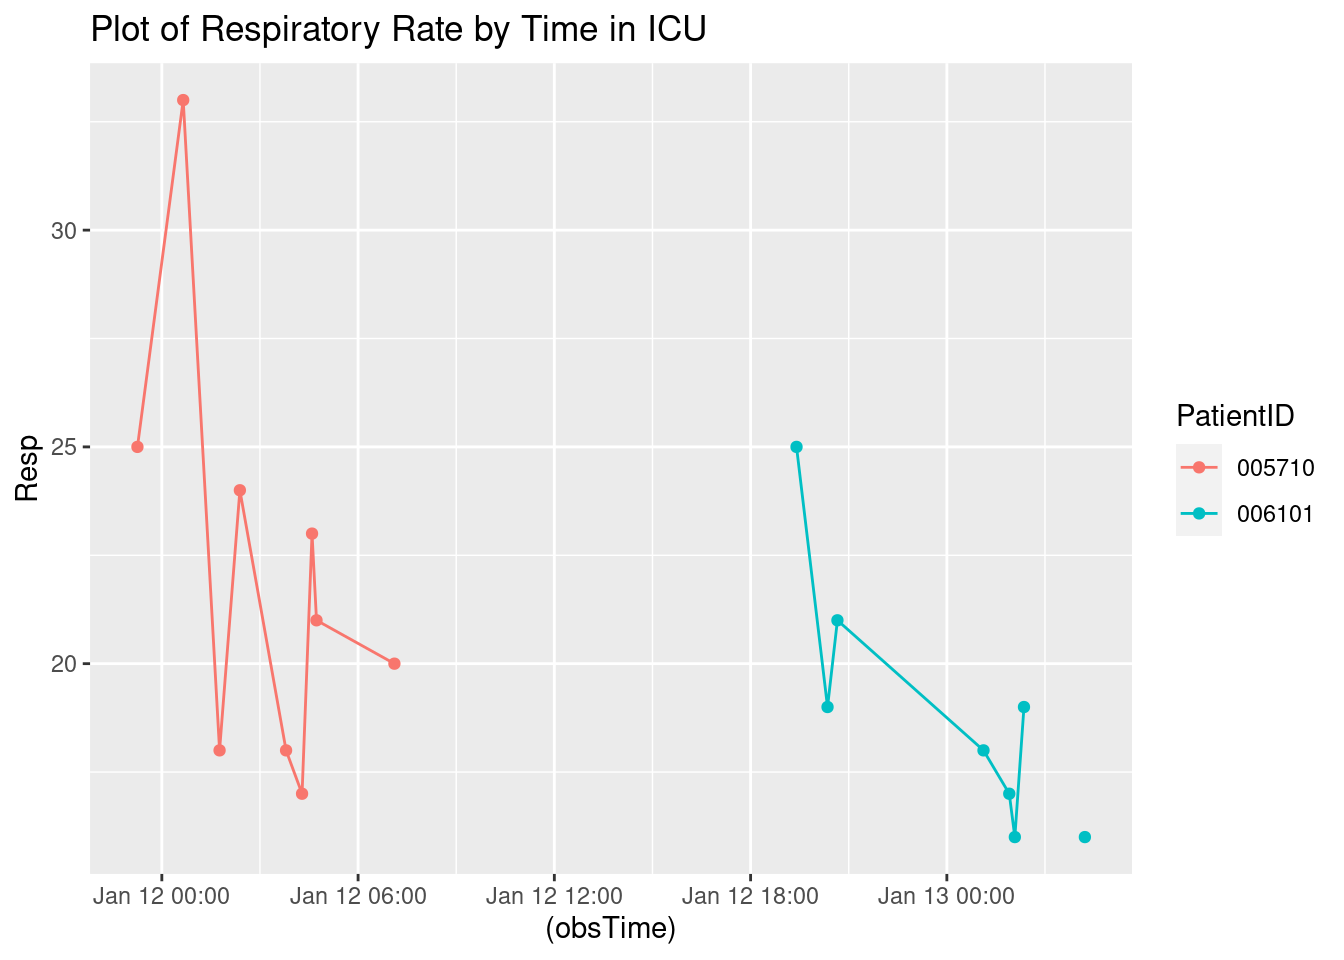 Plot of Respiratory Rate by Time in ICU
30
25
20
Resp
Jan 12 00:00 Jan 12 06:00 Jan 12 12:00 Jan 12 18:00 Jan 13 00:00
(obsTime)
PatientID
005710
006101